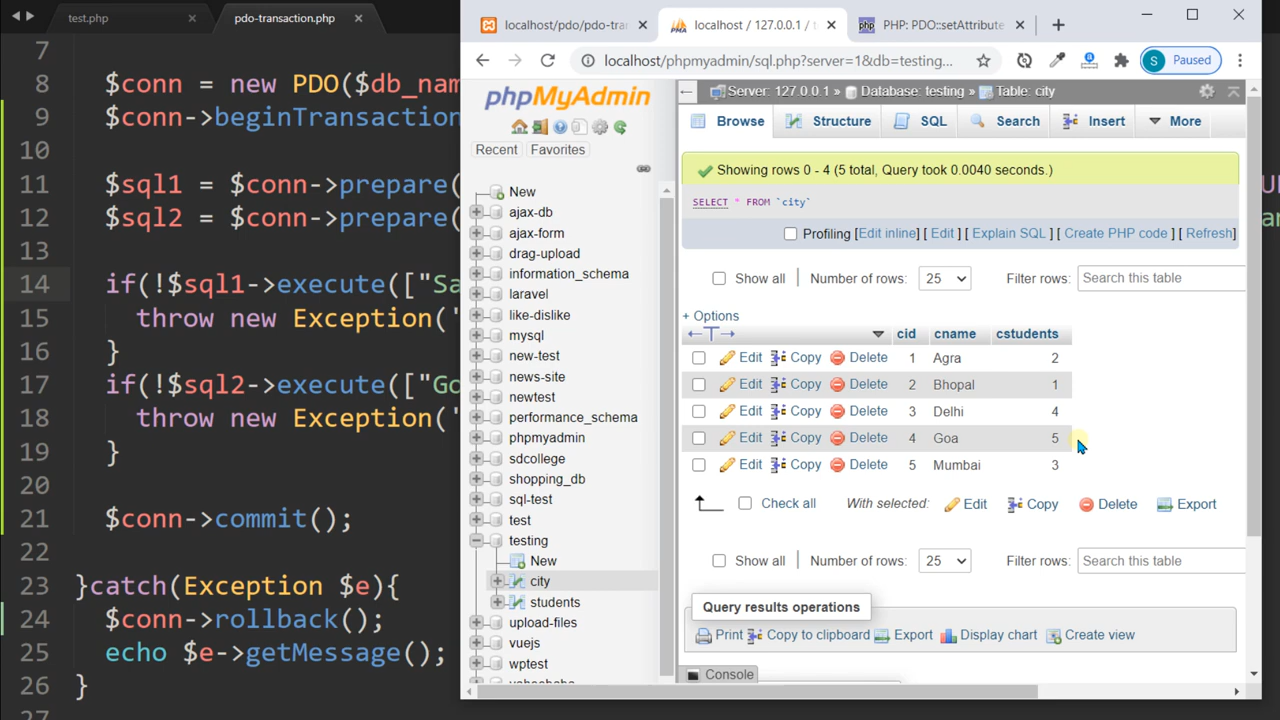 test.php × pdo-transaction.php ×
7
8 $conn = new PDO($db_nam
9 $conn->beginTransaction
10
11 $sql1 = $conn->prepare(
12 $sql2 = $conn->prepare(
13
14 if(!$sql1->execute(["Sa
15 throw new Exception('
16 }
17 if(!$sql2->execute(["Go
18 throw new Exception('
19 }
20
21 $conn->commit();
22
23 }catch(Exception $e){
24 $conn->rollback();
25 echo $e->getMessage();
26 }
27
localhost/pdo/pdo-tra × localhost / 127.0.0.1 / t × PHP: PDO::setAttribute ×
localhost/phpmyadmin/sql.php?server=1&db=testing... S Paused
phpMyAdmin
Recent Favorites
New
ajax-db
ajax-form
drag-upload
information_schema
laravel
like-dislike
mysql
new-test
news-site
newtest
performance_schema
phpmyadmin
sdcollege
shopping_db
sql-test
test
testing
New
city
students
upload-files
vuejs
wptest
Server: 127.0.0.1 » Database: testing » Table: city
Browse Structure SQL Search Insert More
Showing rows 0 - 4 (5 total, Query took 0.0040 seconds.)
SELECT * FROM `city`
Profiling [Edit inline] [ Edit ] [ Explain SQL ] [ Create PHP code ] [ Refresh]
Show all Number of rows: 25 Filter rows: Search this table
+ Options
←T→ cid cname cstudents
Edit Copy Delete 1 Agra 2
Edit Copy Delete 2 Bhopal 1
Edit Copy Delete 3 Delhi 4
Edit Copy Delete 4 Goa 5
Edit Copy Delete 5 Mumbai 3
Check all With selected: Edit Copy Delete Export
Show all Number of rows: 25 Filter rows: Search this table
Query results operations
Print Copy to clipboard Export Display chart Create view
Console